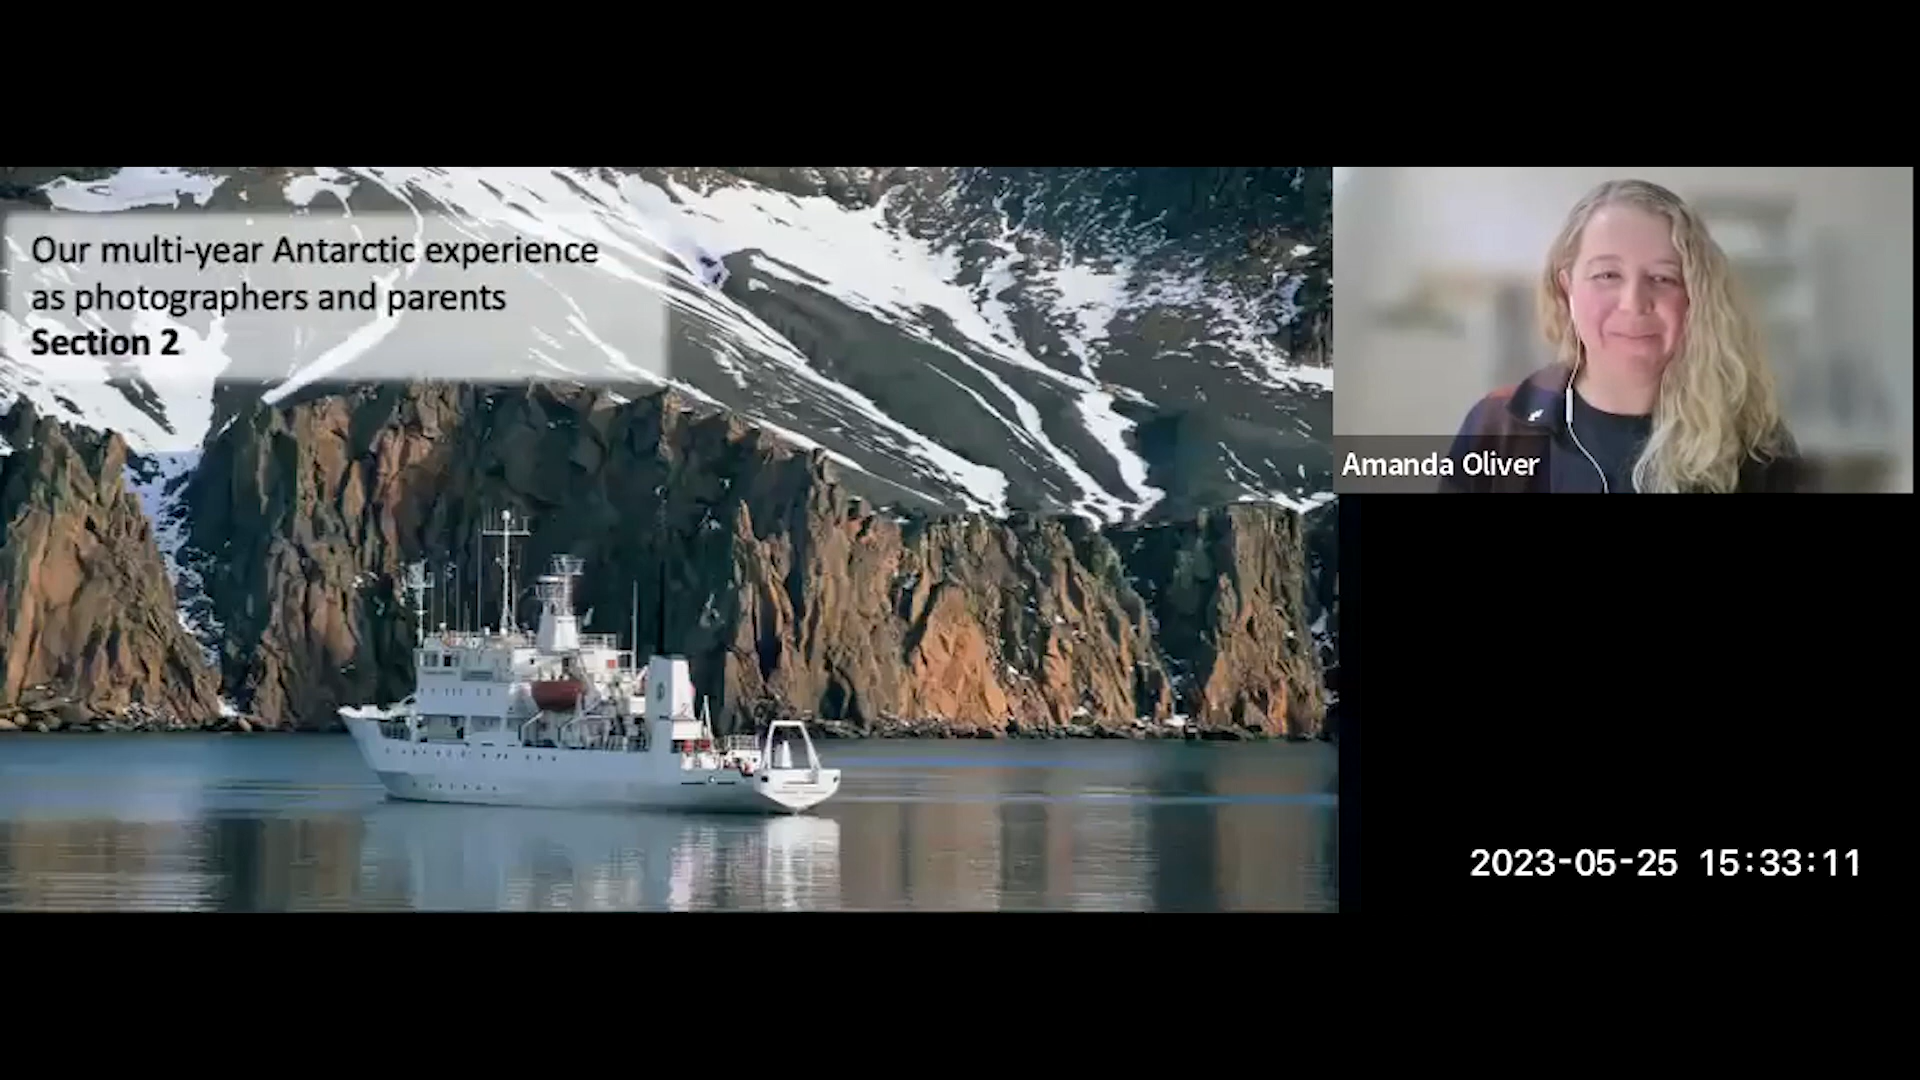 Our multi-year Antarctic experience
as photographers and parents
Section 2
Amanda Oliver
2023-05-25 15:33:11